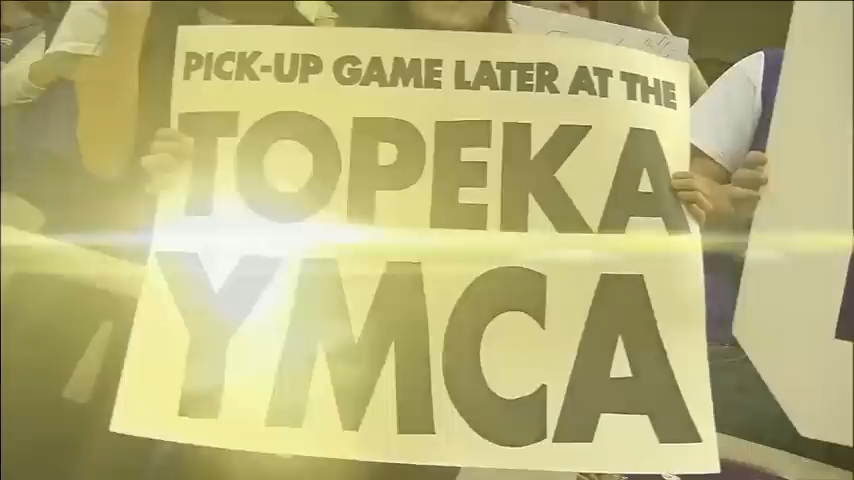 PICK-UP GAME LATER AT THE
TOPEKA
YMCA